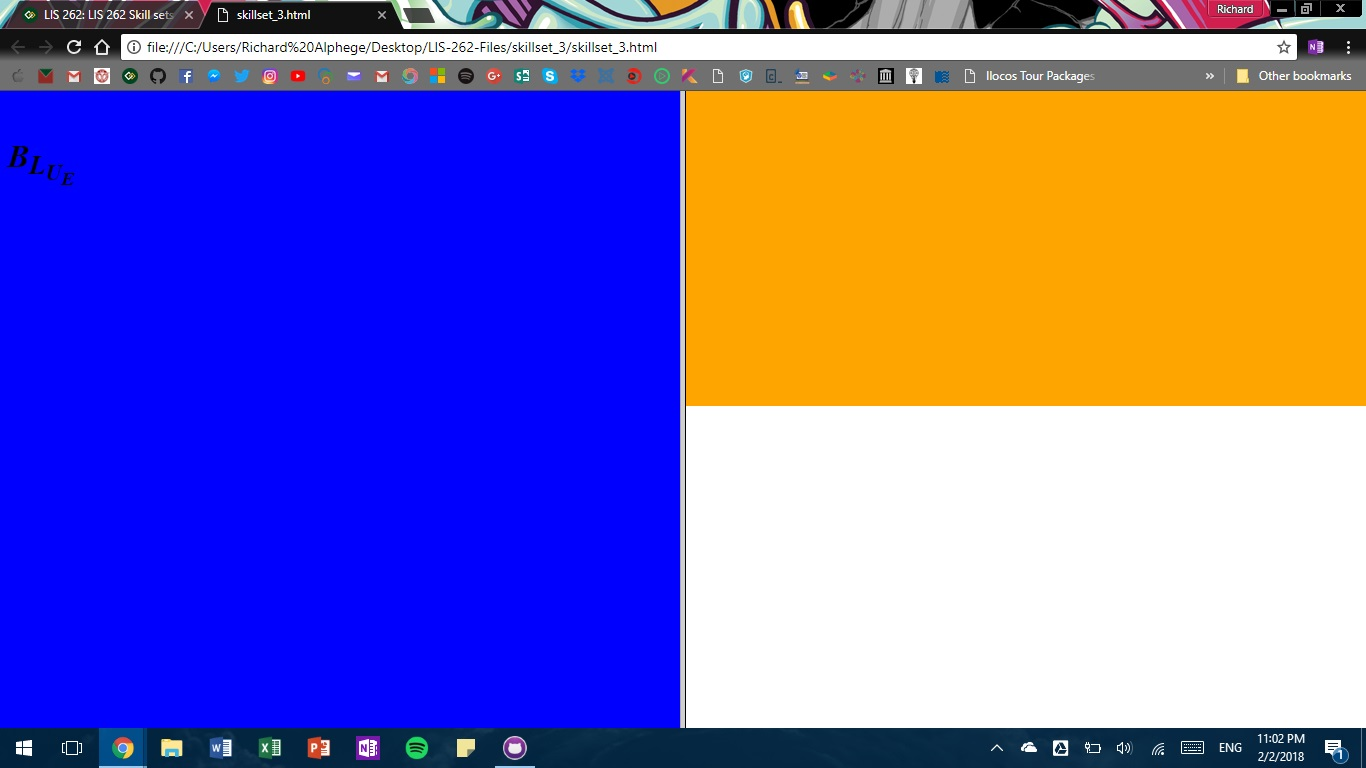 LIS 262: LIS 262 Skill sets
skillset_3.html
Richard
file:///C:/Users/Richard%20Alphege/Desktop/LIS-262-Files/skillset_3/skillset_3.html
Ilocos Tour Packages
» Other bookmarks
BLUE
ENG
11:02 PM
2/2/2018
1